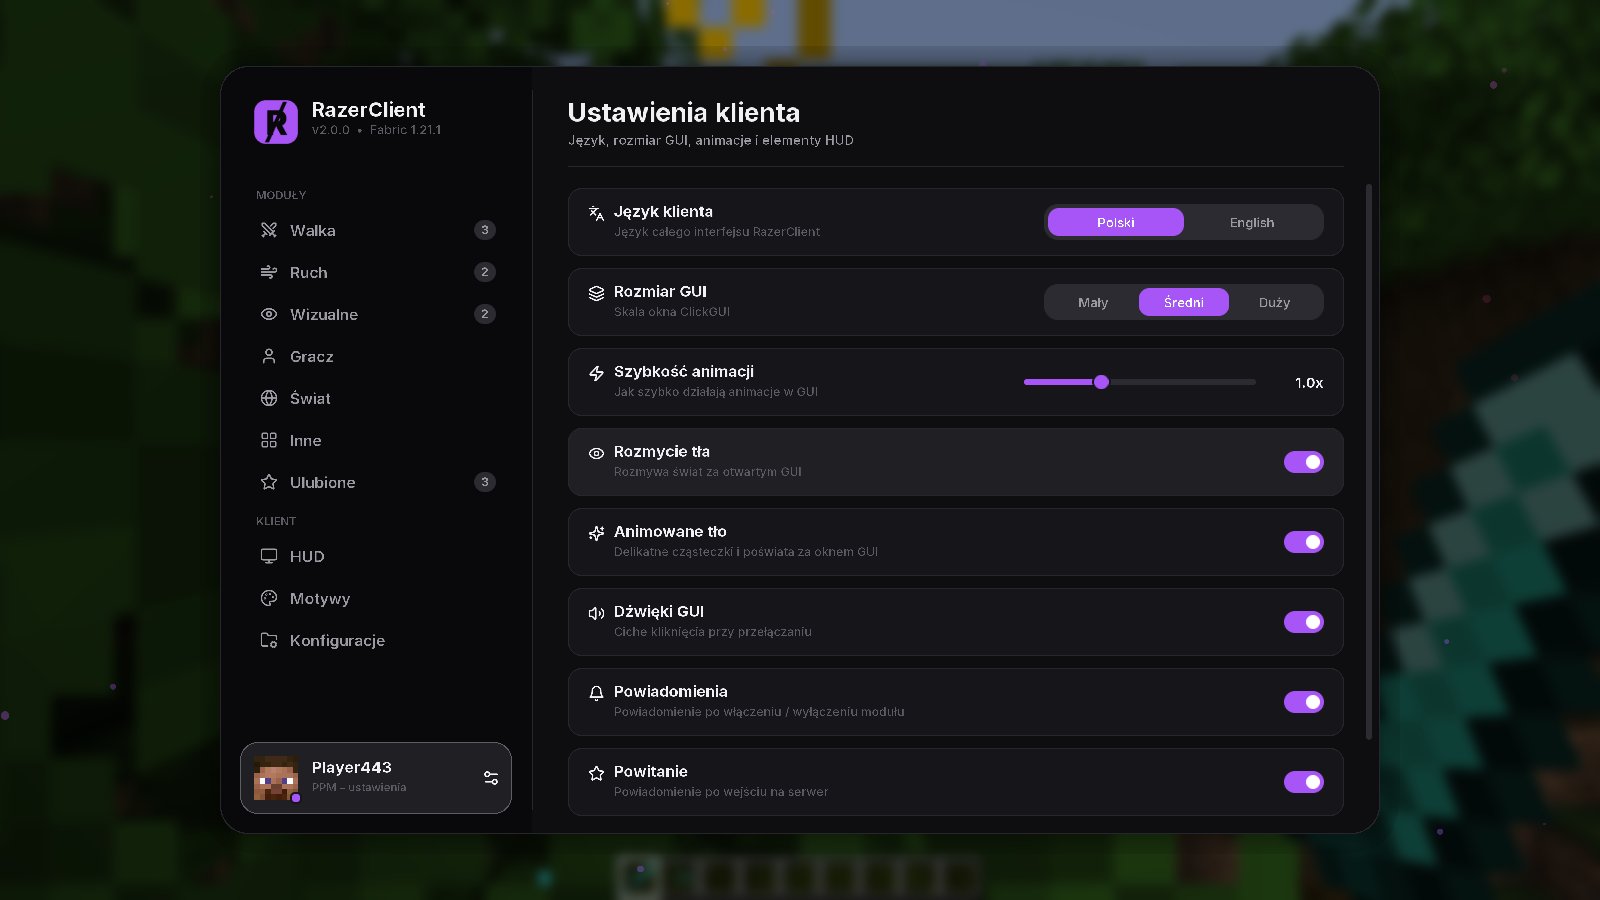 RazerClient
v2.0.0 • Fabric 1.21.1
MODUŁY
Walka 3
Ruch 2
Wizualne 2
Gracz
Świat
Inne
Ulubione 3
KLIENT
HUD
Motywy
Konfiguracje
Player443
PPM – ustawienia
Ustawienia klienta
Język, rozmiar GUI, animacje i elementy HUD
Język klienta
Język całego interfejsu RazerClient
Polski English
Rozmiar GUI
Skala okna ClickGUI
Mały Średni Duży
Szybkość animacji
Jak szybko działają animacje w GUI
1.0x
Rozmycie tła
Rozmywa świat za otwartym GUI
Animowane tło
Delikatne cząsteczki i poświata za oknem GUI
Dźwięki GUI
Ciche kliknięcia przy przełączaniu
Powiadomienia
Powiadomienie po włączeniu / wyłączeniu modułu
Powitanie
Powiadomienie po wejściu na serwer